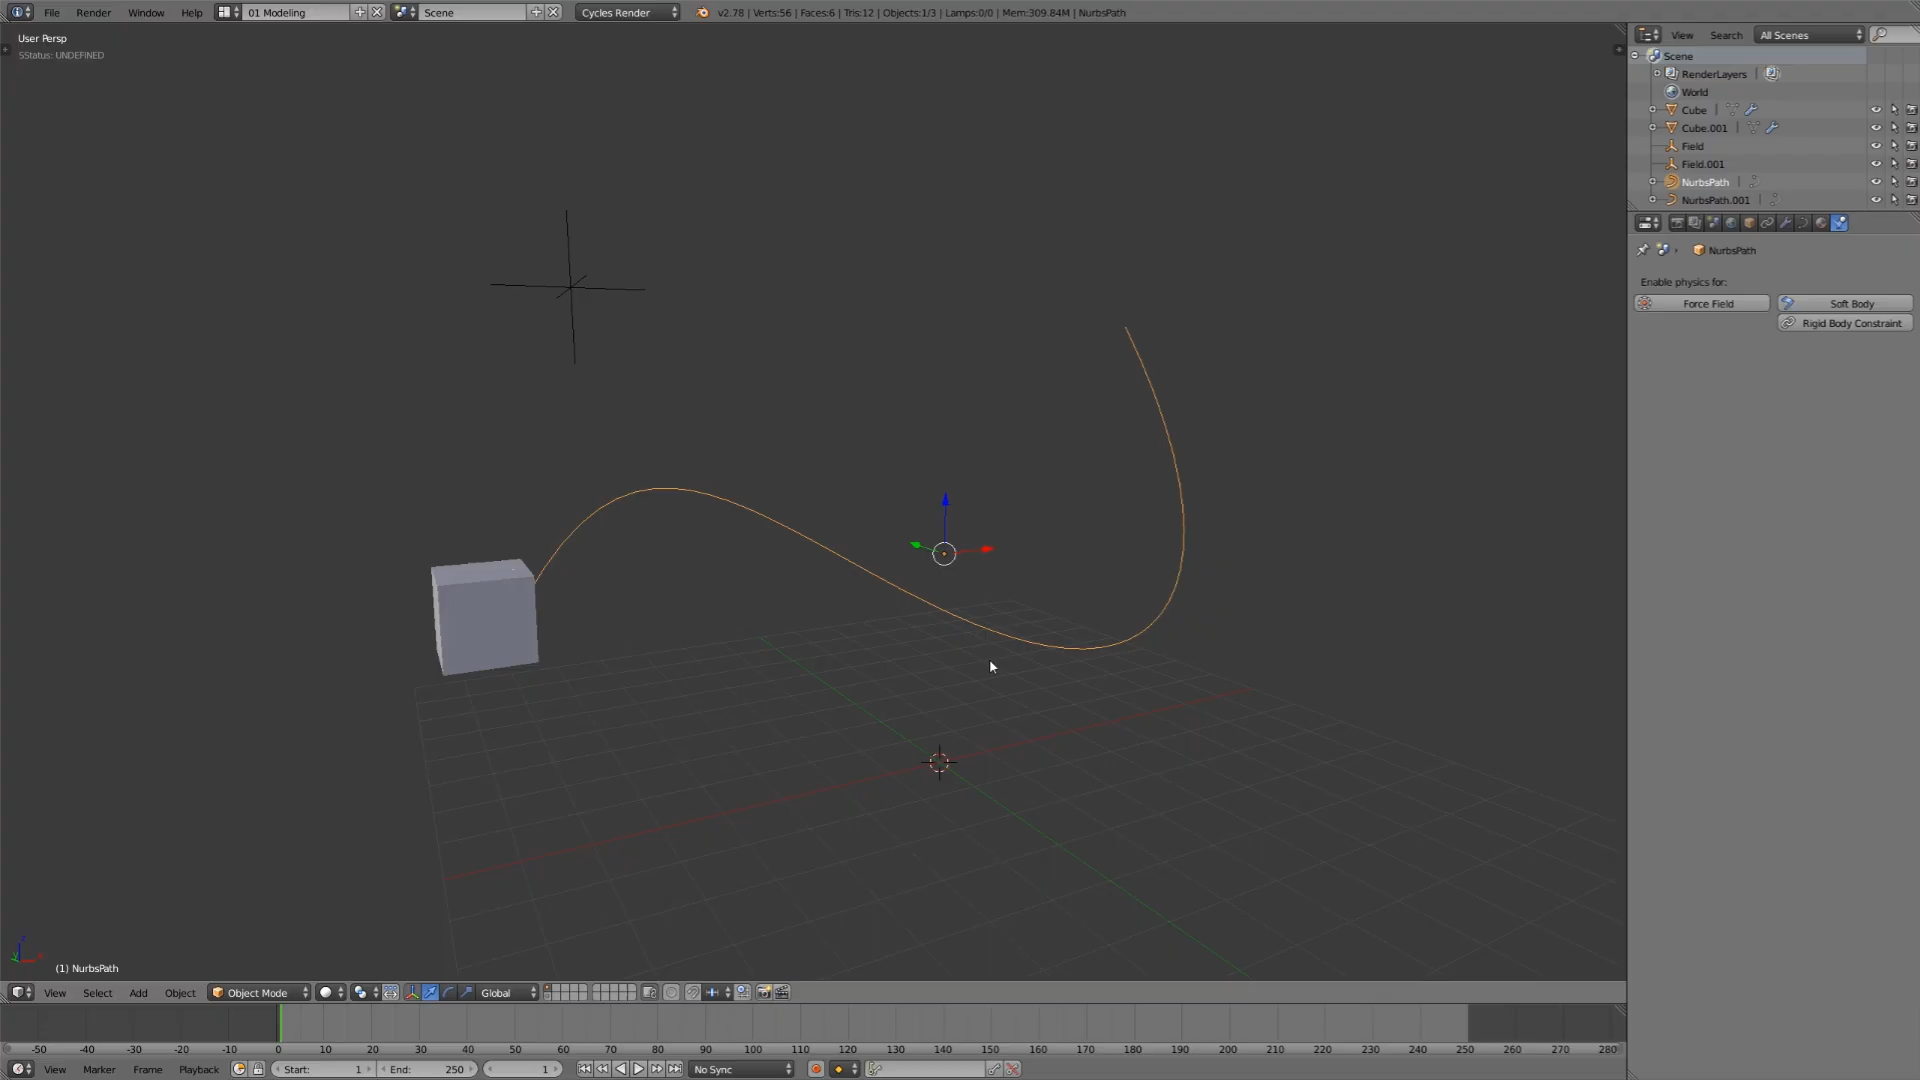 File Render Window Help 01 Modeling Scene Cycles Render v2.78 | Verts:56 | Faces:6 | Tris:12 | Objects:1/3 | Lamps:0/0 | Mem:309.84M | NurbsPath
User Persp
SStatus: UNDEFINED
View Search All Scenes
Scene
RenderLayers
World
Cube
Cube.001
Field
Field.001
NurbsPath
NurbsPath.001
NurbsPath
Enable physics for:
Force Field Soft Body
Rigid Body Constraint
(1) NurbsPath
View Select Add Object Object Mode Global
-50 -40 -30 -20 -10 0 10 20 30 40 50 60 70 80 90 100 110 120 130 140 150 160 170 180 190 200 210 220 230 240 250 260 270 280
View Marker Frame Playback Start: 1 End: 250 1 No Sync